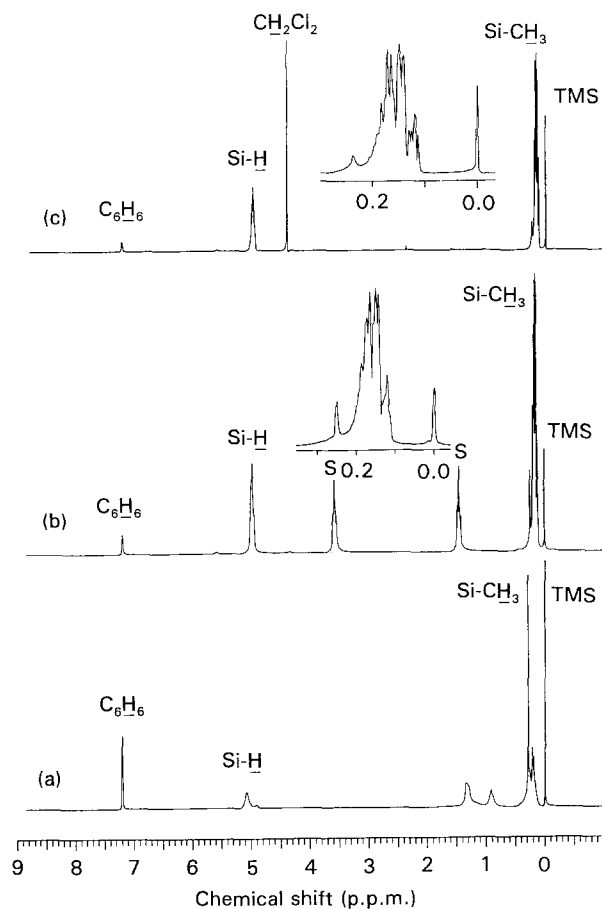 CH₂Cl₂
Si-CH₃
TMS
Si-H
C₆H₆
(c)
0.2 0.0
Si-CH₃
TMS
Si-H
S
0.2 0.0
S
C₆H₆
(b)
Si-CH₃
TMS
C₆H₆
Si-H
(a)
9 8 7 6 5 4 3 2 1 0
Chemical shift (p.p.m.)